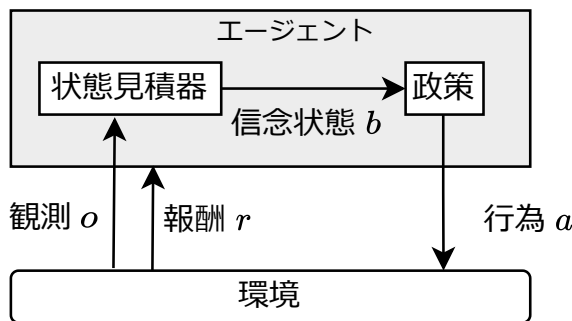 エージェント
状態見積器
政策
信念状態 b
観測 o
報酬 r
行為 a
環境